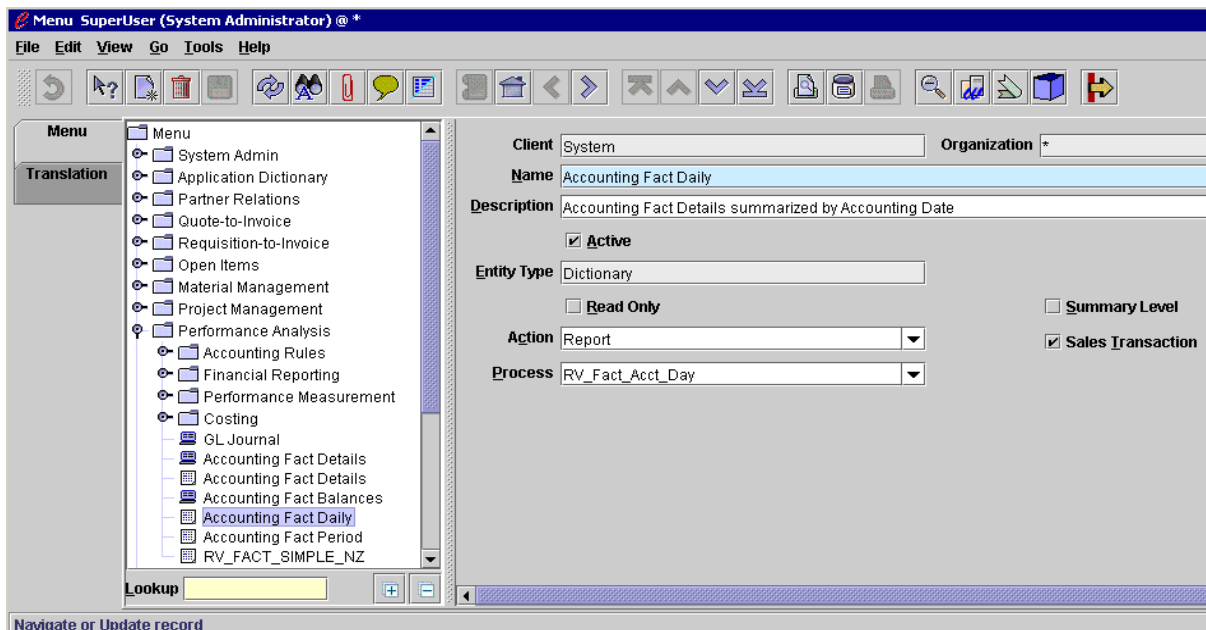 Menu SuperUser (System Administrator) @ *
File Edit View Go Tools Help
Menu
Translation
Menu
System Admin
Application Dictionary
Partner Relations
Quote-to-Invoice
Requisition-to-Invoice
Open Items
Material Management
Project Management
Performance Analysis
Accounting Rules
Financial Reporting
Performance Measurement
Costing
GL Journal
Accounting Fact Details
Accounting Fact Details
Accounting Fact Balances
Accounting Fact Daily
Accounting Fact Period
RV_FACT_SIMPLE_NZ
Lookup
Client System Organization *
Name Accounting Fact Daily
Description Accounting Fact Details summarized by Accounting Date
Active
Entity Type Dictionary
Read Only Summary Level
Action Report Sales Transaction
Process RV_Fact_Acct_Day
Navigate or Update record